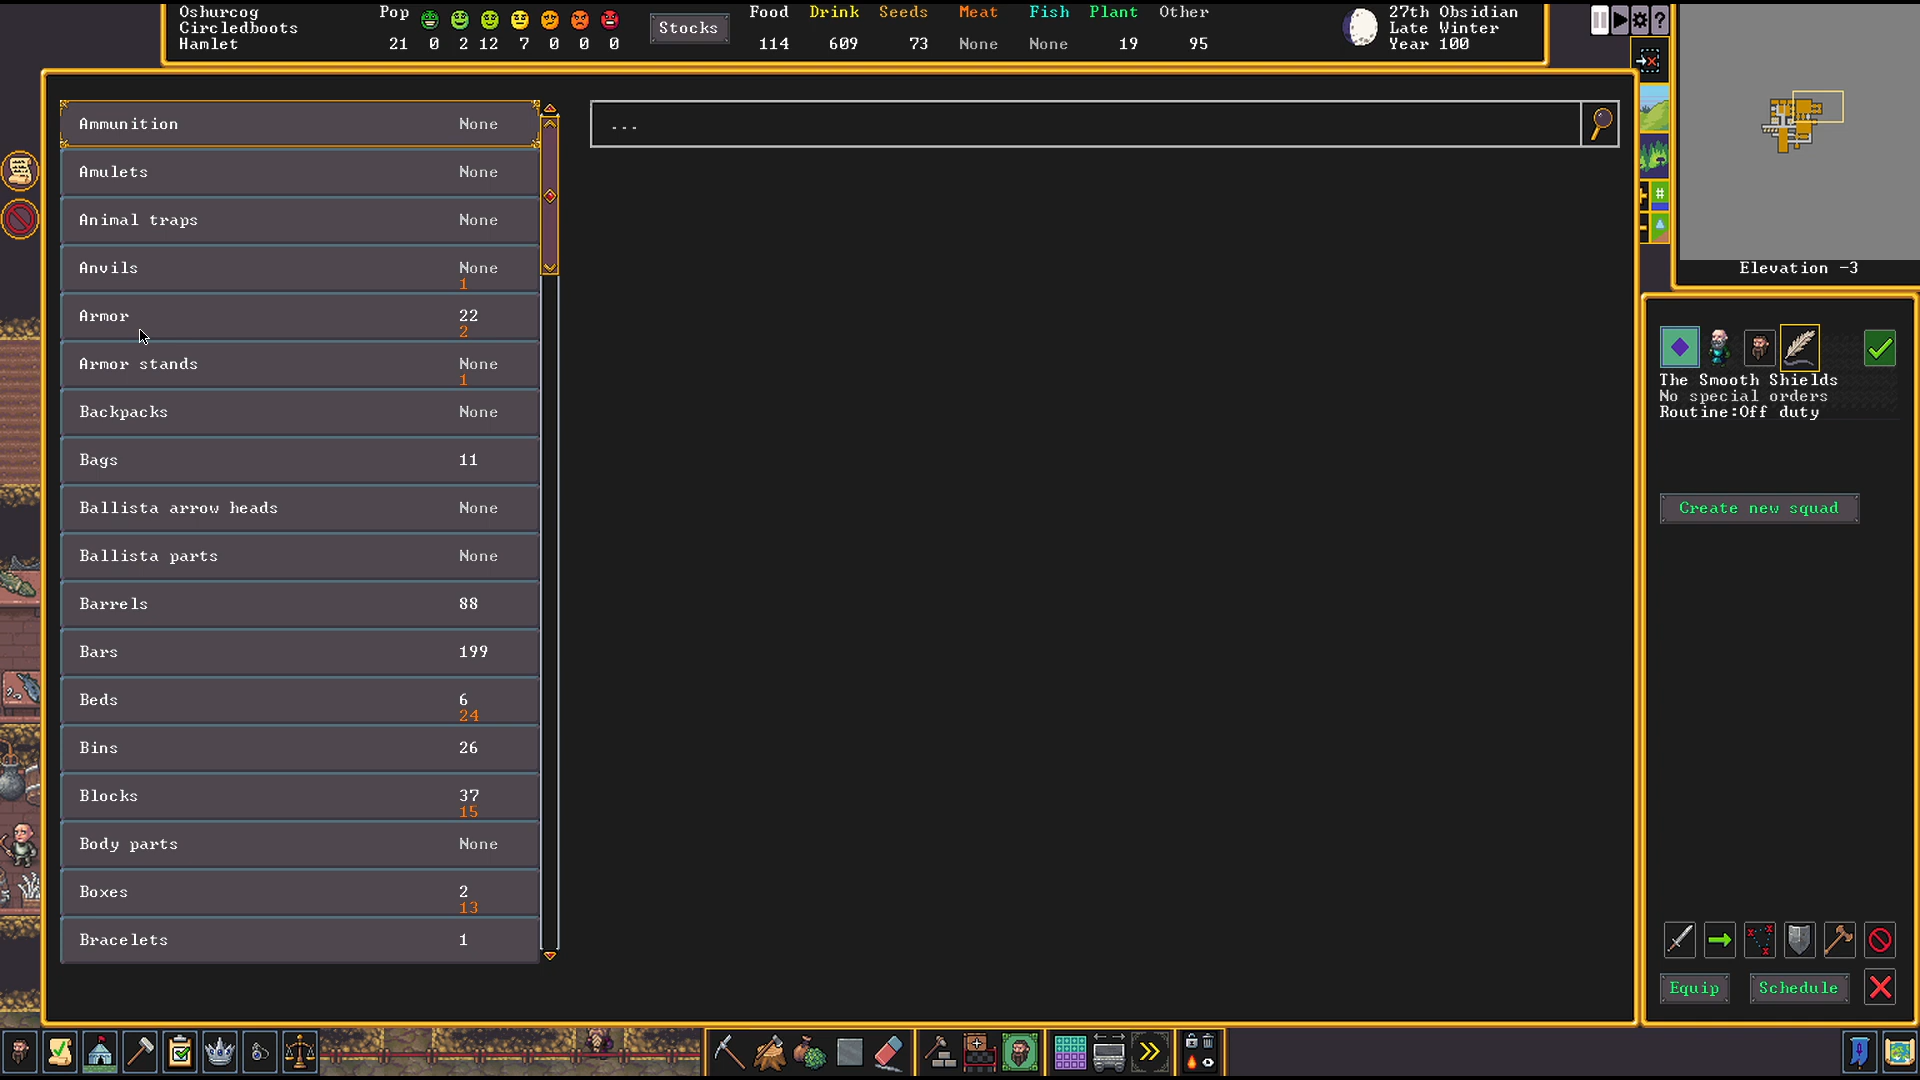 Oshurcog
Circledboots
Hamlet
Pop
21 0 2 12 7 0 0 0
Stocks
Food Drink Seeds Meat Fish Plant Other
114 609 73 None None 19 95
27th Obsidian
Late Winter
Year 100
?
Ammunition None
Amulets None
Animal traps None
Anvils None
1
Armor 22
2
Armor stands None
1
Backpacks None
Bags 11
Ballista arrow heads None
Ballista parts None
Barrels 88
Bars 199
Beds 6
24
Bins 26
Blocks 37
15
Body parts None
Boxes 2
13
Bracelets 1
...
#
Elevation -3
The Smooth Shields
No special orders
Routine:Off duty
Create new squad
Equip Schedule